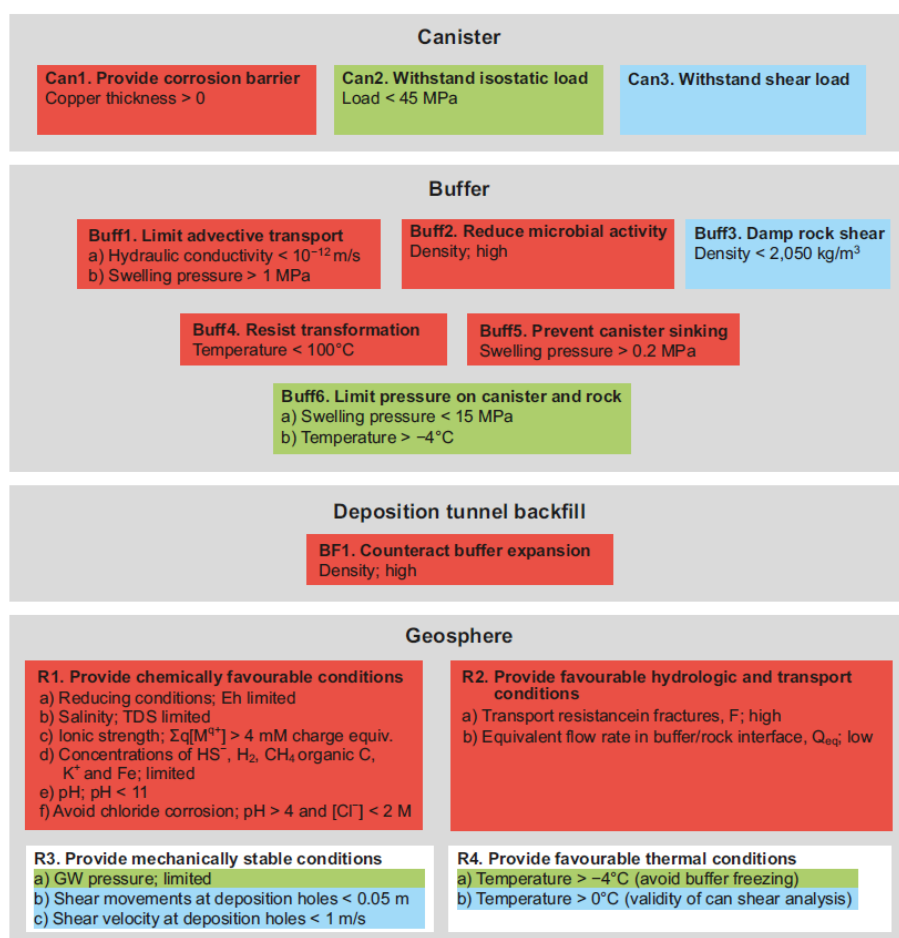 Canister
Can1. Provide corrosion barrier
Copper thickness > 0
Can2. Withstand isostatic load
Load < 45 MPa
Can3. Withstand shear load
Buffer
Buff1. Limit advective transport
a) Hydraulic conductivity < 10⁻¹² m/s
b) Swelling pressure > 1 MPa
Buff2. Reduce microbial activity
Density; high
Buff3. Damp rock shear
Density < 2,050 kg/m³
Buff4. Resist transformation
Temperature < 100°C
Buff5. Prevent canister sinking
Swelling pressure > 0.2 MPa
Buff6. Limit pressure on canister and rock
a) Swelling pressure < 15 MPa
b) Temperature > −4°C
Deposition tunnel backfill
BF1. Counteract buffer expansion
Density; high
Geosphere
R1. Provide chemically favourable conditions
a) Reducing conditions; Eh limited
b) Salinity; TDS limited
c) Ionic strength; Σq[M^q+] > 4 mM charge equiv.
d) Concentrations of HS⁻, H₂, CH₄ organic C,
K⁺ and Fe; limited
e) pH; pH < 11
f) Avoid chloride corrosion; pH > 4 and [Cl⁻] < 2 M
R2. Provide favourable hydrologic and transport
conditions
a) Transport resistancein fractures, F; high
b) Equivalent flow rate in buffer/rock interface, Q_eq; low
R3. Provide mechanically stable conditions
a) GW pressure; limited
b) Shear movements at deposition holes < 0.05 m
c) Shear velocity at deposition holes < 1 m/s
R4. Provide favourable thermal conditions
a) Temperature > −4°C (avoid buffer freezing)
b) Temperature > 0°C (validity of can shear analysis)